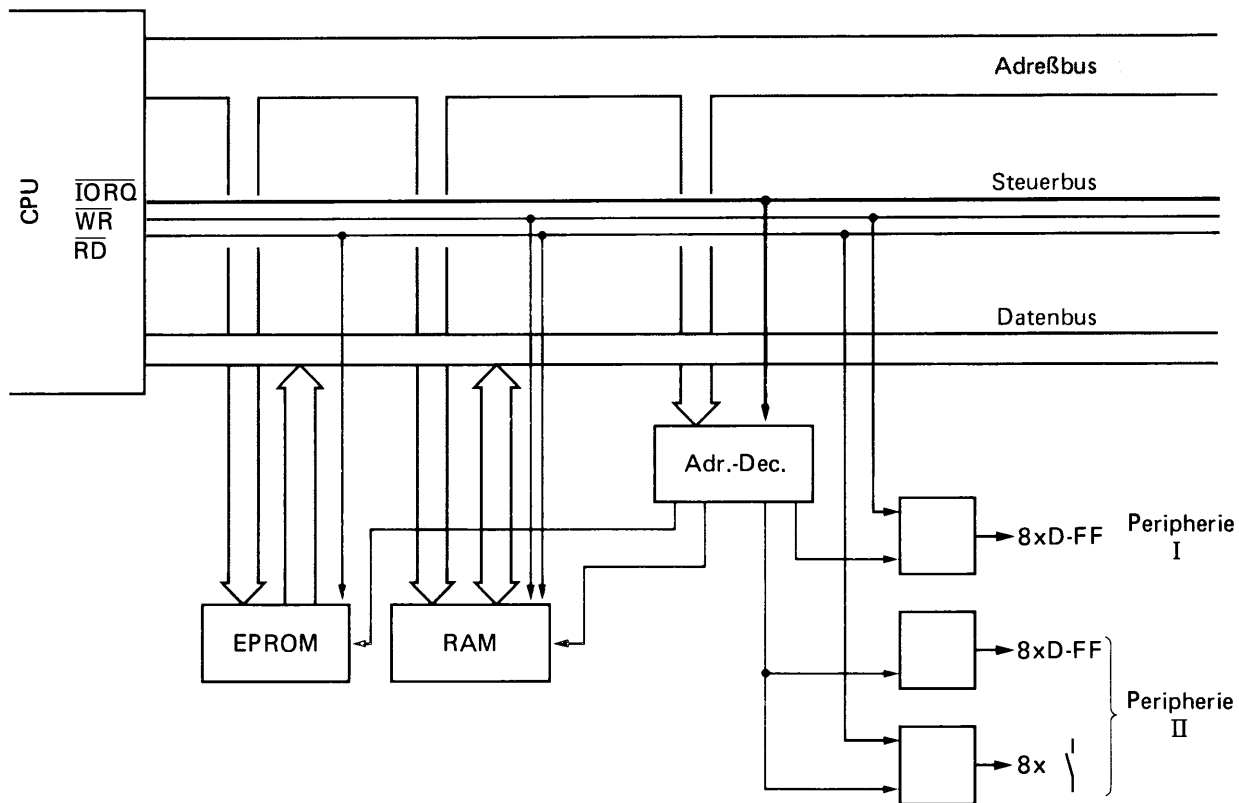 Adreßbus
CPU
Steuerbus
IORQ
WR
RD
Datenbus
Adr.-Dec.
8xD-FF
Peripherie
I
EPROM
RAM
8xD-FF
Peripherie
II
8x